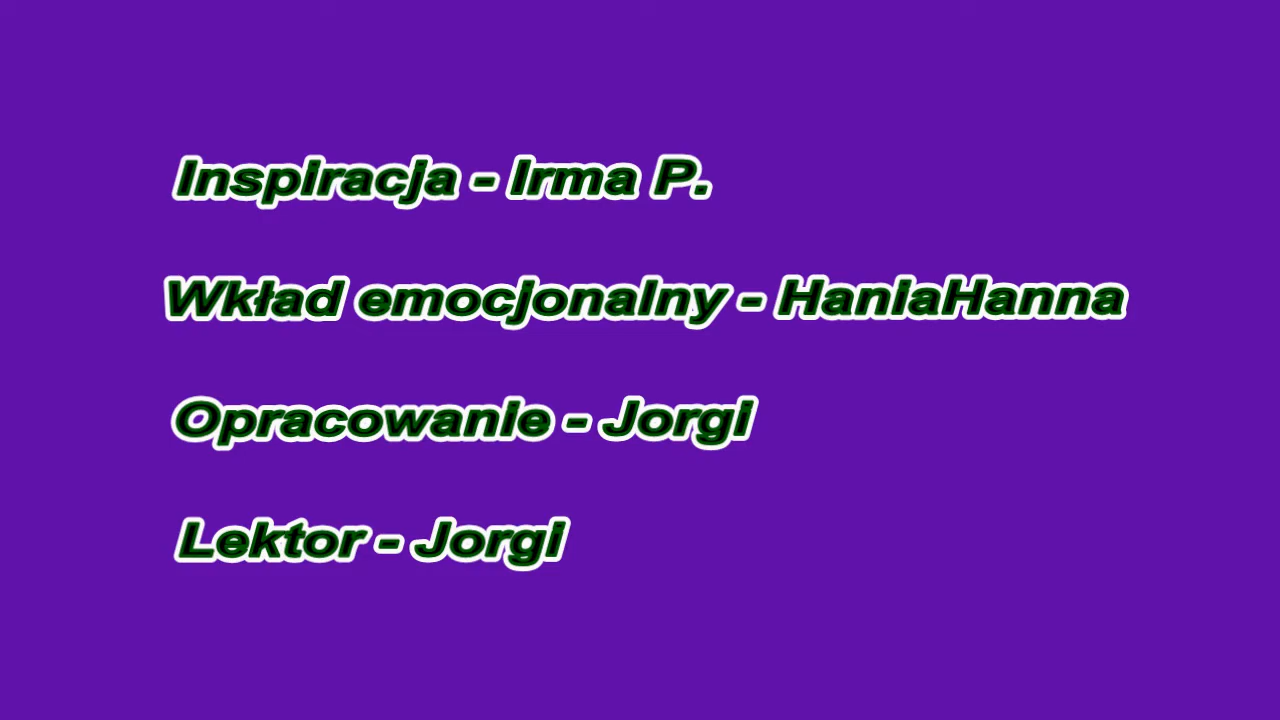 Inspiracja - Irma P.
Wkład emocjonalny - HaniaHanna
Opracowanie - Jorgi
Lektor - Jorgi